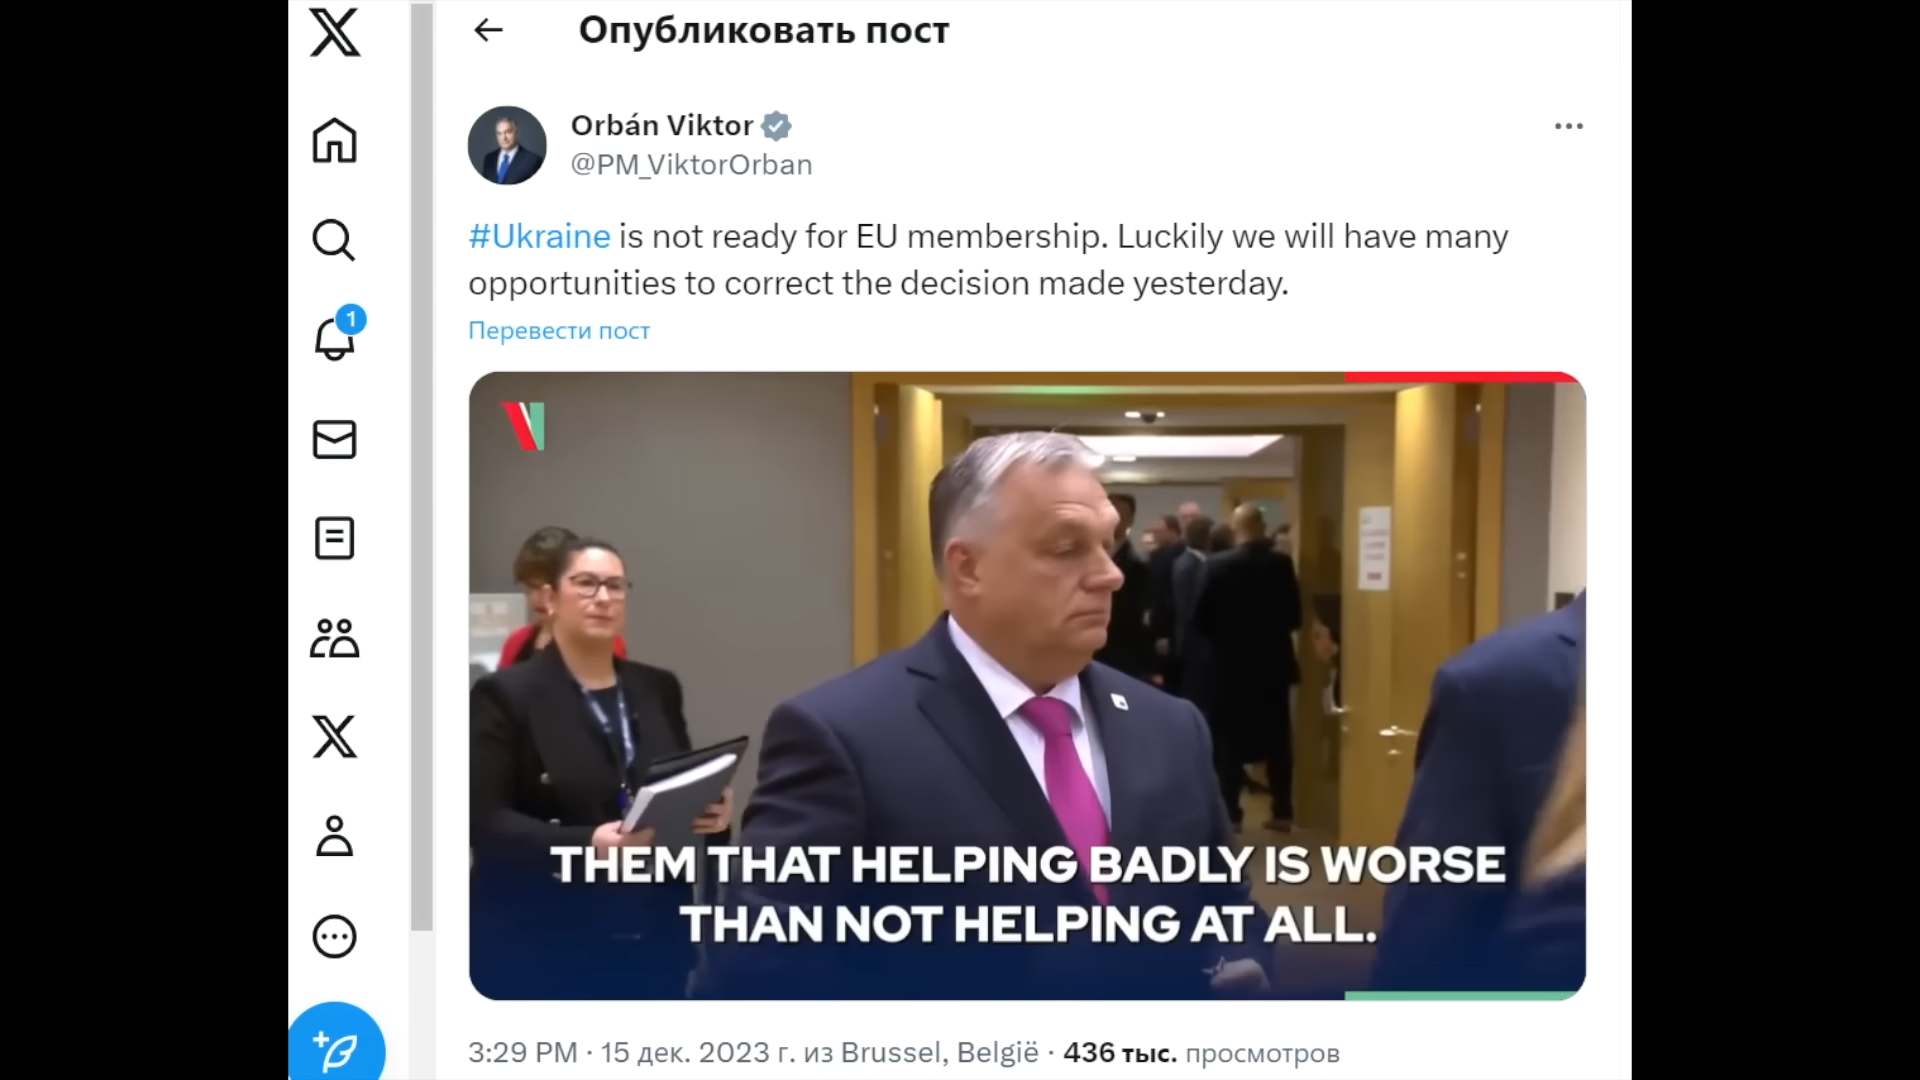 Опубликовать пост
Orbán Viktor
@PM_ViktorOrban
#Ukraine is not ready for EU membership. Luckily we will have many
opportunities to correct the decision made yesterday.
Перевести пост
1
THEM THAT HELPING BADLY IS WORSE
THAN NOT HELPING AT ALL.
3:29 PM · 15 дек. 2023 г. из Brussel, België · 436 тыс. просмотров